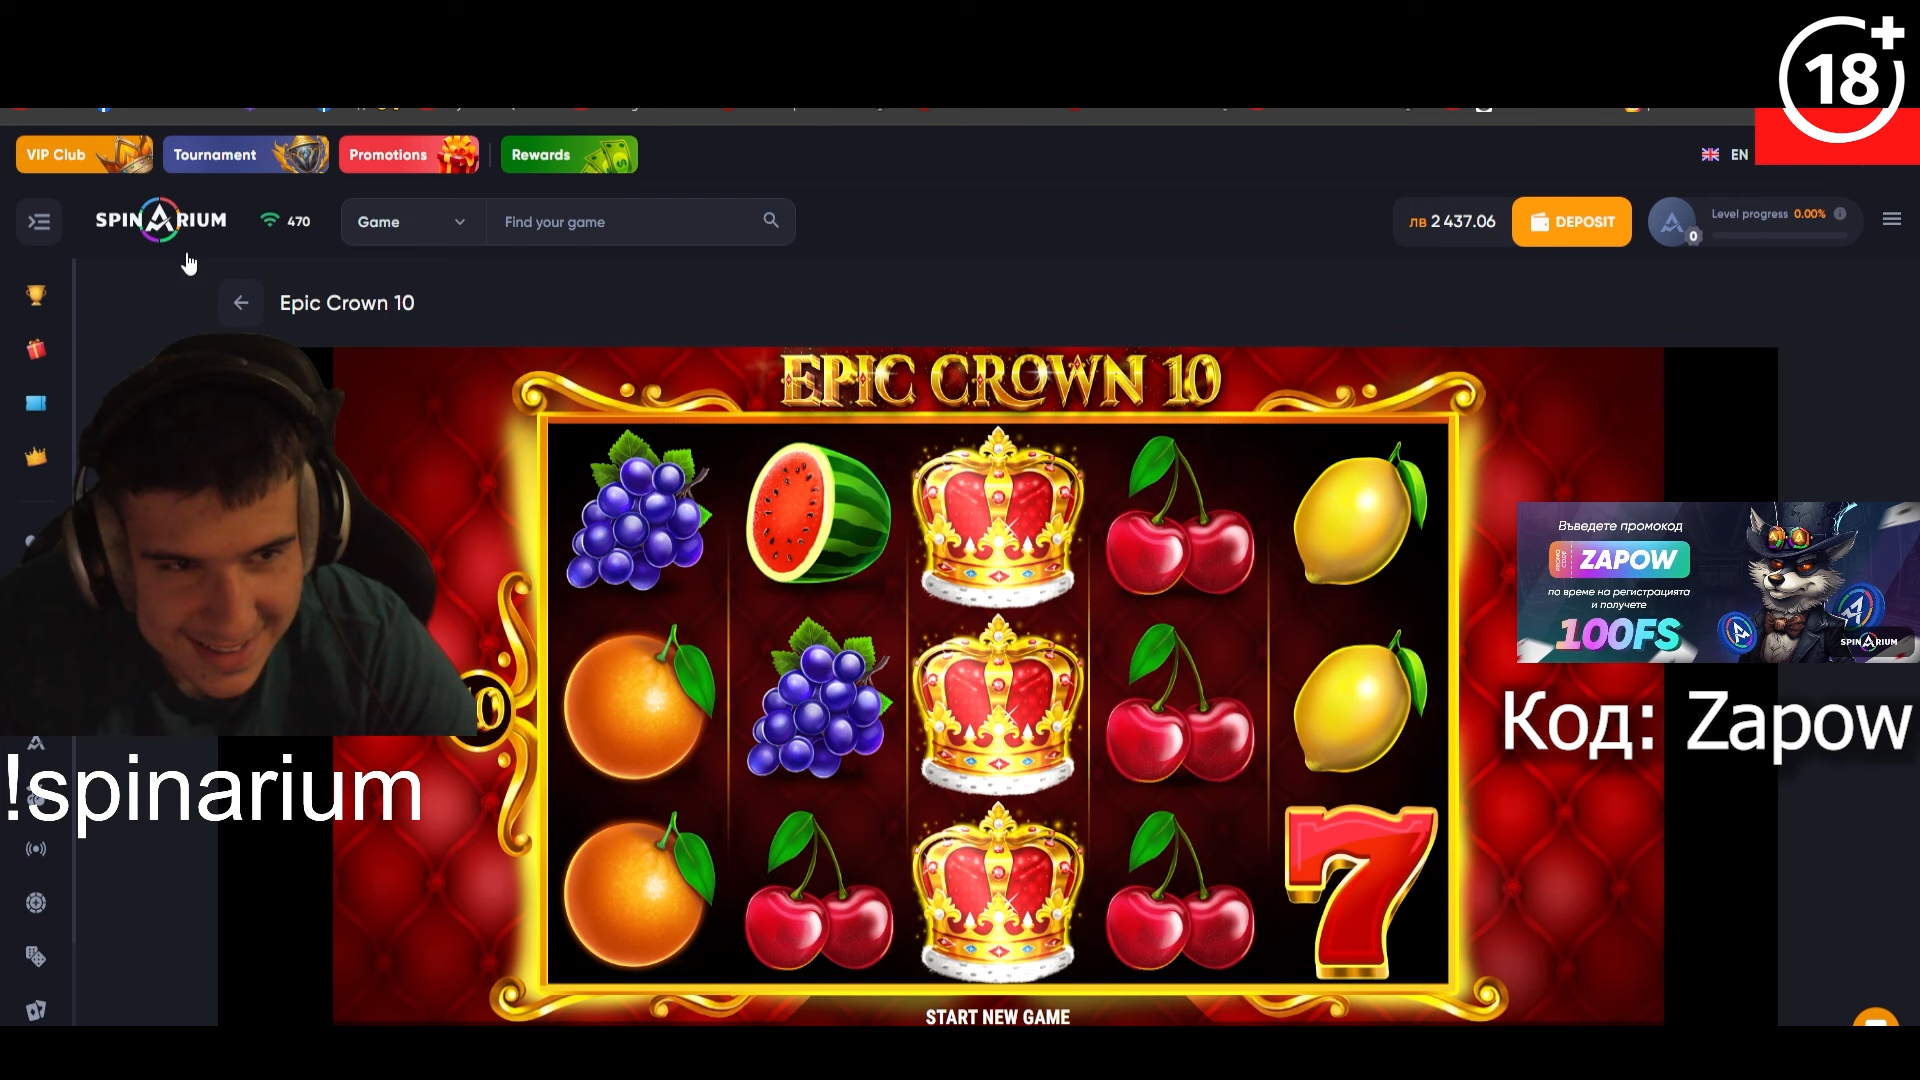 18+
VIP Club
Tournament
Promotions
Rewards
EN
SPINARIUM
470
Game
Find your game
лв 2 437.06
DEPOSIT
0
Level progress 0.00%
Epic Crown 10
EPIC CROWN 10
Въведете промокод
PROMO CODE
ZAPOW
по време на регистрацията
и получете
100FS
SPINARIUM
Код: Zapow
!spinarium
START NEW GAME